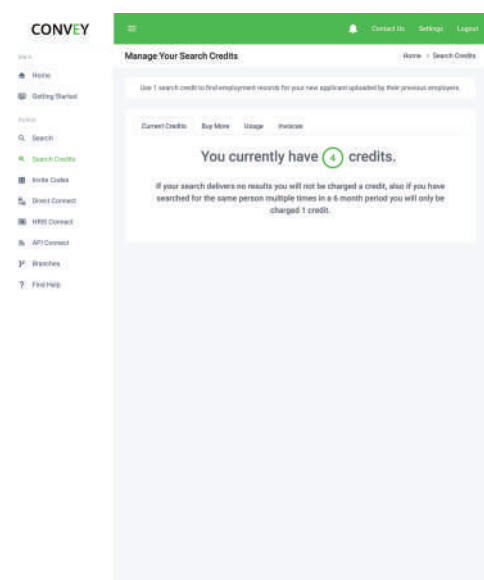 CONVEY
Contact Us Settings Logout
Manage Your Search Credits
Home > Search Credits
MAIN
Home
Getting Started
Use 1 search credit to find employment records for your new applicant uploaded by their previous employers.
Search
Search Credits
Invite Codes
Direct Connect
HRIS Connect
API Connect
Branches
Find Help
Current Credits Buy More Usage Invoices
You currently have 4 credits.
If your search delivers no results you will not be charged a credit, also if you have
searched for the same person multiple times in a 6 month period you will only be
charged 1 credit.